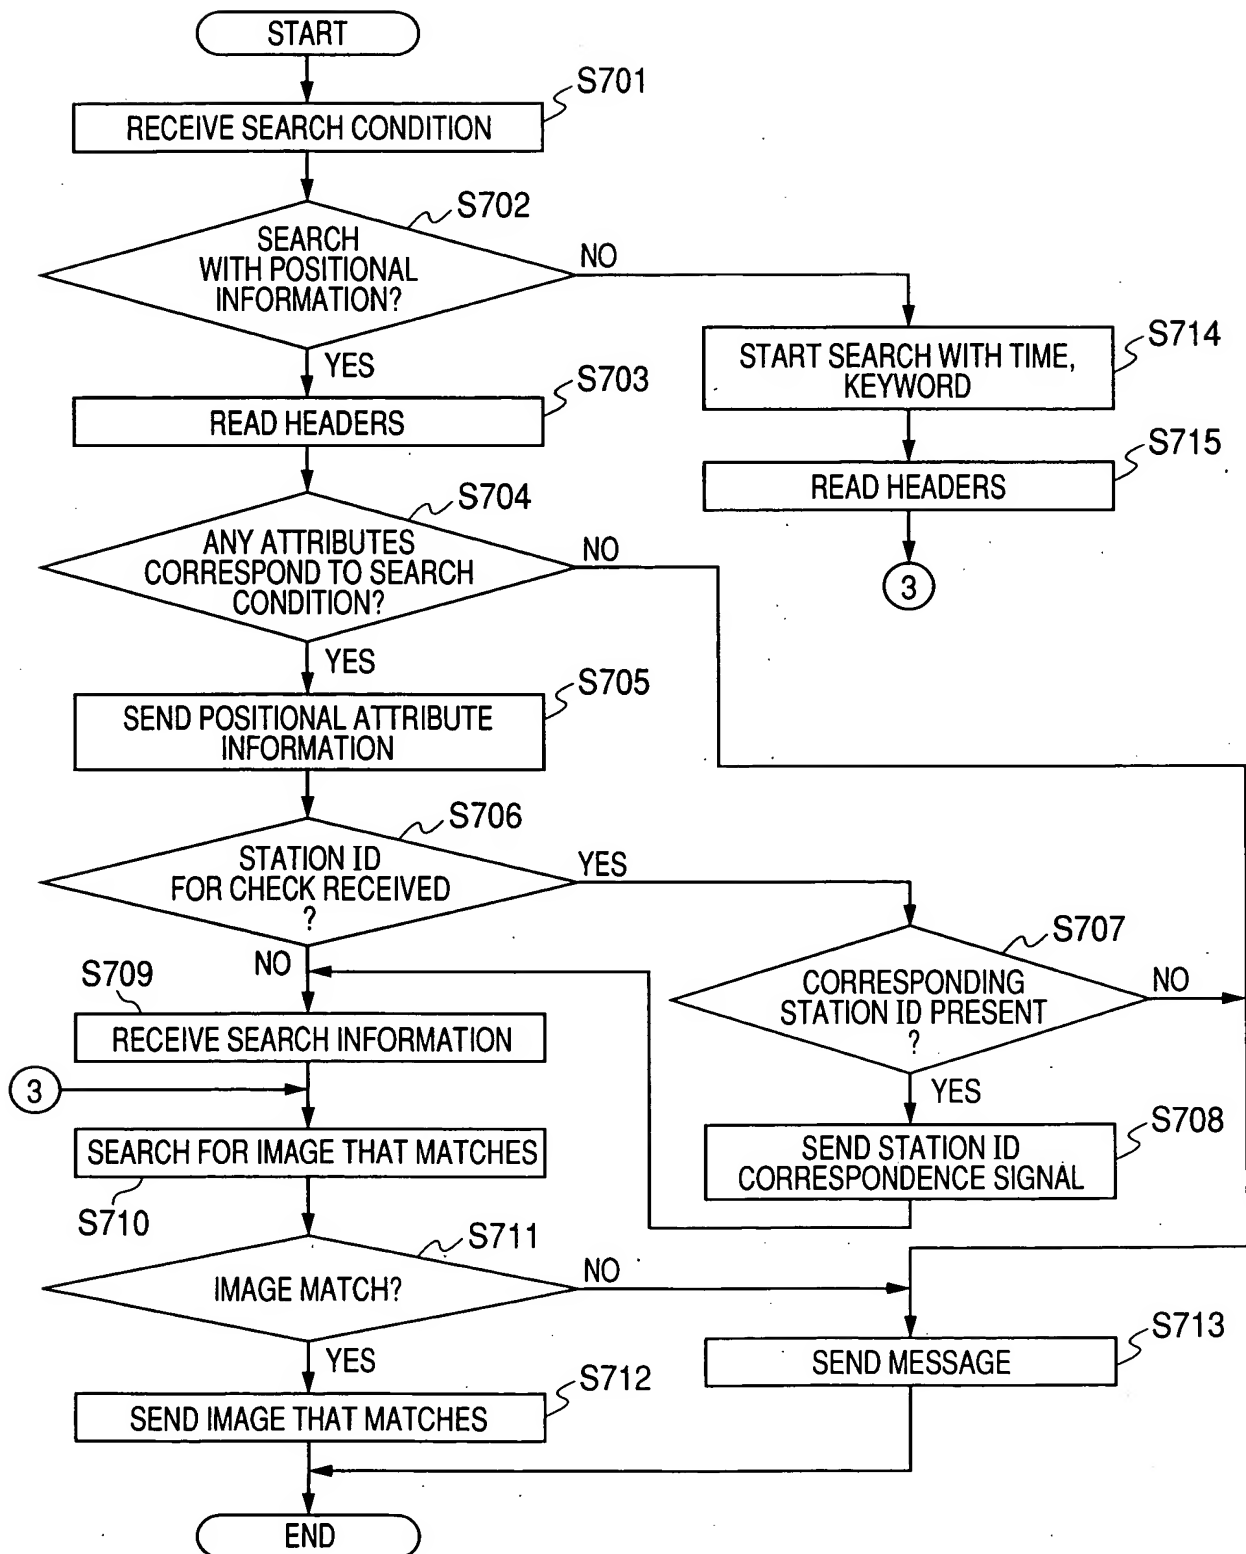 START
S701
RECEIVE SEARCH CONDITION
S702
SEARCH
WITH POSITIONAL
INFORMATION?
NO
YES
S714
START SEARCH WITH TIME,
KEYWORD
S703
READ HEADERS
S715
READ HEADERS
3
S704
ANY ATTRIBUTES
CORRESPOND TO SEARCH
CONDITION?
NO
YES
S705
SEND POSITIONAL ATTRIBUTE
INFORMATION
S706
STATION ID
FOR CHECK RECEIVED
?
YES
NO
S707
CORRESPONDING
STATION ID PRESENT
?
NO
YES
S709
RECEIVE SEARCH INFORMATION
3
S708
SEND STATION ID
CORRESPONDENCE SIGNAL
SEARCH FOR IMAGE THAT MATCHES
S710
S711
IMAGE MATCH?
NO
YES
S713
SEND MESSAGE
S712
SEND IMAGE THAT MATCHES
END